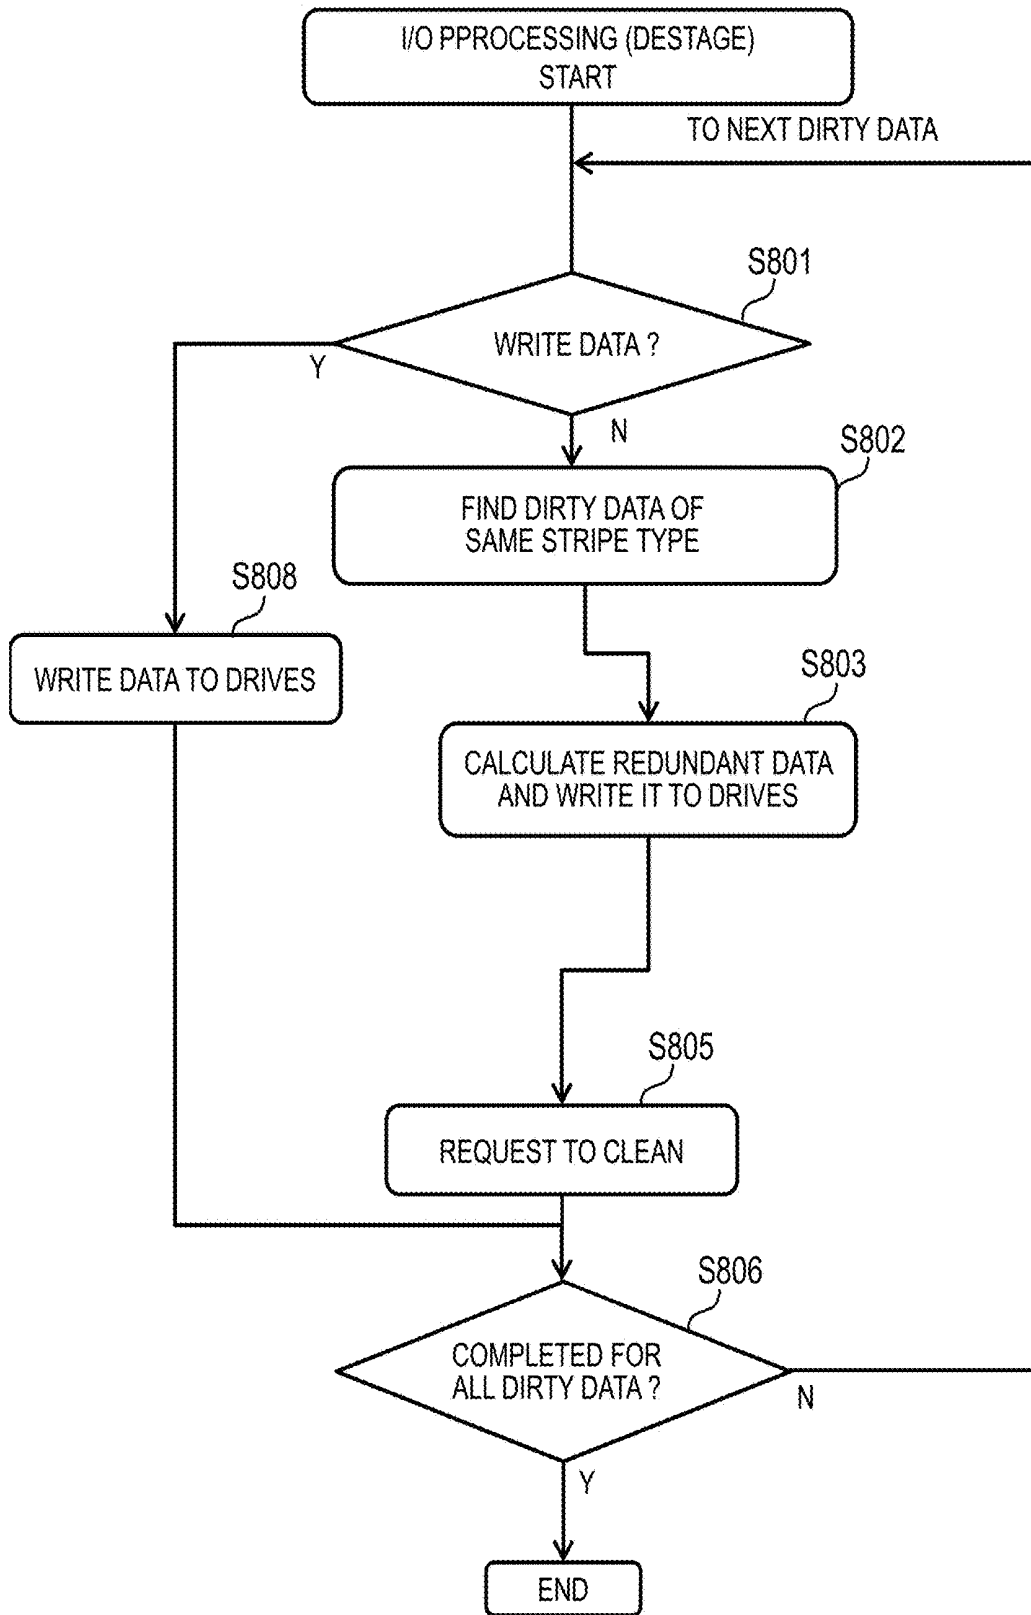 I/O PPROCESSING (DESTAGE)
START
TO NEXT DIRTY DATA
S801
WRITE DATA ?
Y
N
S802
FIND DIRTY DATA OF
SAME STRIPE TYPE
S808
WRITE DATA TO DRIVES
S803
CALCULATE REDUNDANT DATA
AND WRITE IT TO DRIVES
S805
REQUEST TO CLEAN
S806
COMPLETED FOR
ALL DIRTY DATA ?
N
Y
END